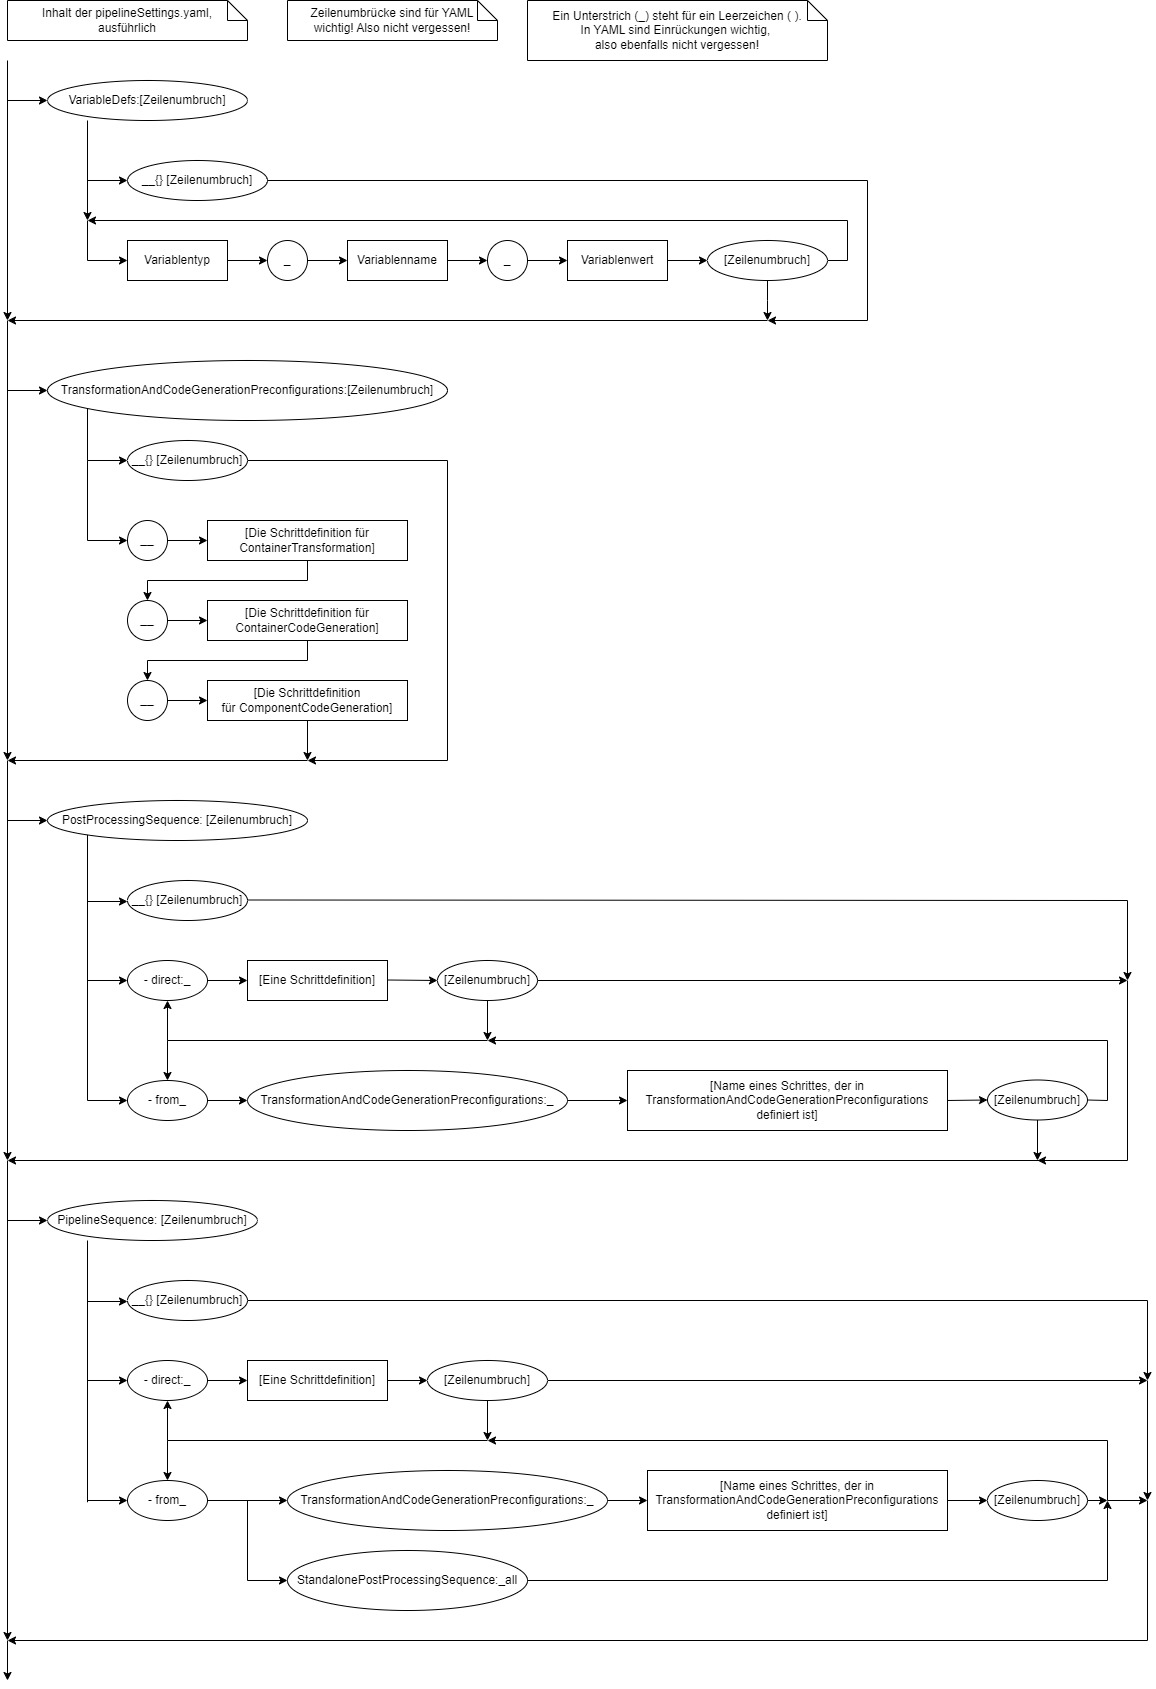 Inhalt der pipelineSettings.yaml,
ausführlich
Zeilenumbrücke sind für YAML
wichtig! Also nicht vergessen!
Ein Unterstrich (_) steht für ein Leerzeichen ( ).
In YAML sind Einrückungen wichtig,
also ebenfalls nicht vergessen!
VariableDefs:[Zeilenumbruch]
__{} [Zeilenumbruch]
Variablentyp
_
Variablenname
_
Variablenwert
[Zeilenumbruch]
TransformationAndCodeGenerationPreconfigurations:[Zeilenumbruch]
__{} [Zeilenumbruch]
__
[Die Schrittdefinition für
ContainerTransformation]
__
[Die Schrittdefinition für
ContainerCodeGeneration]
__
[Die Schrittdefinition
für ComponentCodeGeneration]
PostProcessingSequence: [Zeilenumbruch]
__{} [Zeilenumbruch]
- direct:_
[Eine Schrittdefinition]
[Zeilenumbruch]
- from_
TransformationAndCodeGenerationPreconfigurations:_
[Name eines Schrittes, der in
TransformationAndCodeGenerationPreconfigurations
definiert ist]
[Zeilenumbruch]
PipelineSequence: [Zeilenumbruch]
__{} [Zeilenumbruch]
- direct:_
[Eine Schrittdefinition]
[Zeilenumbruch]
- from_
TransformationAndCodeGenerationPreconfigurations:_
[Name eines Schrittes, der in
TransformationAndCodeGenerationPreconfigurations
definiert ist]
[Zeilenumbruch]
StandalonePostProcessingSequence:_all